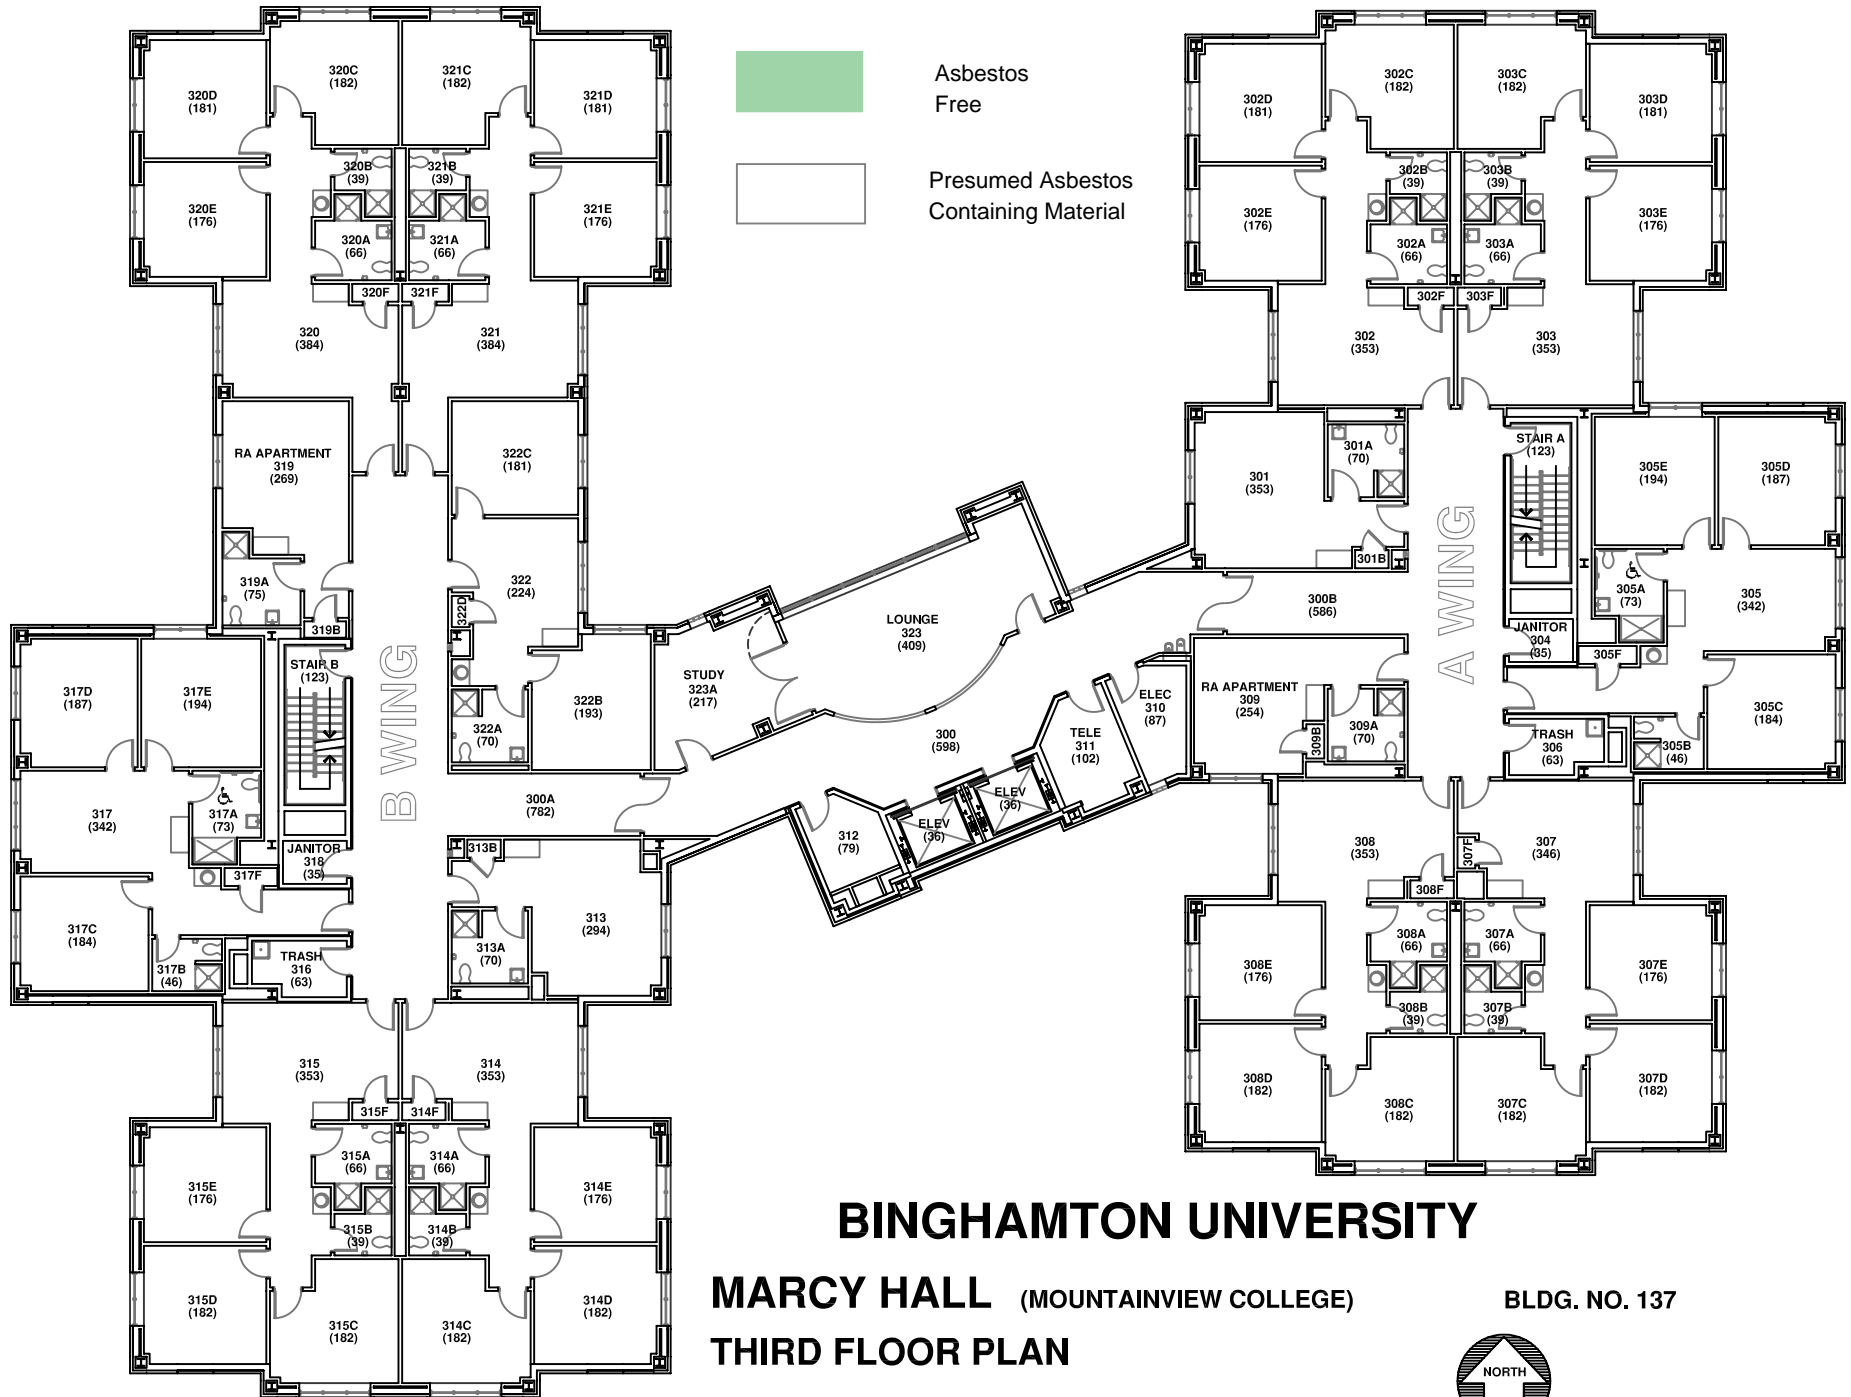 320C
(182)
321C
(182)
320D
(181)
321D
(181)
320B
(39)
321B
(39)
320E
(176)
321E
(176)
320A
(66)
321A
(66)
320F
321F
320
(384)
321
(384)
Asbestos
Free
Presumed Asbestos
Containing Material
302C
(182)
303C
(182)
302D
(181)
303D
(181)
302B
(39)
303B
(39)
302E
(176)
303E
(176)
302A
(66)
303A
(66)
302F
303F
302
(353)
303
(353)
RA APARTMENT
319
(269)
322C
(181)
319A
(75)
319B
322
(224)
322D
STAIR B
(123)
317D
(187)
317E
(194)
B WING
322A
(70)
322B
(193)
STUDY
323A
(217)
LOUNGE
323
(409)
300
(598)
300A
(782)
317
(342)
317A
(73)
JANITOR
318
(35)
317F
313B
317C
(184)
317B
(46)
TRASH
316
(63)
313A
(70)
313
(294)
312
(79)
ELEV
(36)
ELEV
(36)
TELE
311
(102)
ELEC
310
(87)
301
(353)
301A
(70)
301B
300B
(586)
A WING
STAIR A
(123)
305E
(194)
305D
(187)
305A
(73)
305
(342)
JANITOR
304
(35)
305F
RA APARTMENT
309
(254)
309B
309A
(70)
TRASH
306
(63)
305B
(46)
305C
(184)
308
(353)
307F
307
(346)
308F
308A
(66)
307A
(66)
308E
(176)
307E
(176)
308B
(39)
307B
(39)
308D
(182)
307D
(182)
308C
(182)
307C
(182)
315
(353)
314
(353)
315F
314F
315A
(66)
314A
(66)
315E
(176)
314E
(176)
315B
(39)
314B
(39)
315D
(182)
314D
(182)
315C
(182)
314C
(182)
BINGHAMTON UNIVERSITY
MARCY HALL (MOUNTAINVIEW COLLEGE) BLDG. NO. 137
THIRD FLOOR PLAN
NORTH